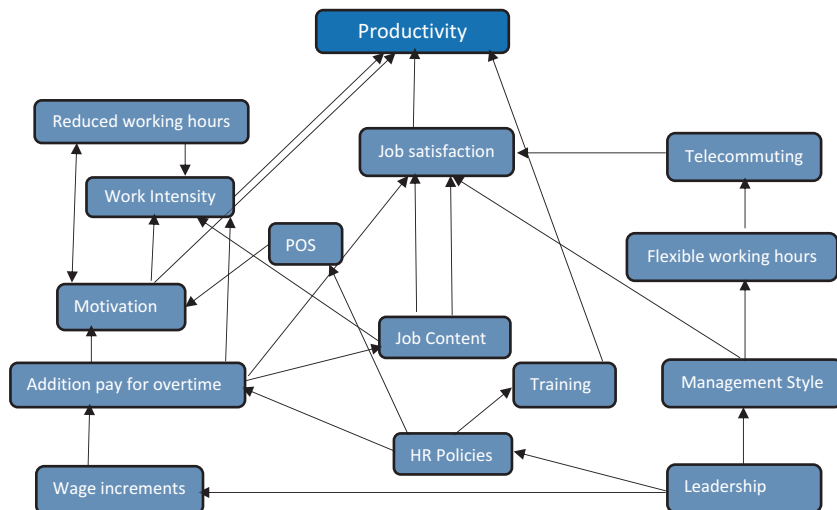 Productivity
Reduced working hours
Job satisfaction
Telecommuting
Work Intensity
POS
Flexible working hours
Motivation
Job Content
Addition pay for overtime
Training
Management Style
HR Policies
Wage increments
Leadership